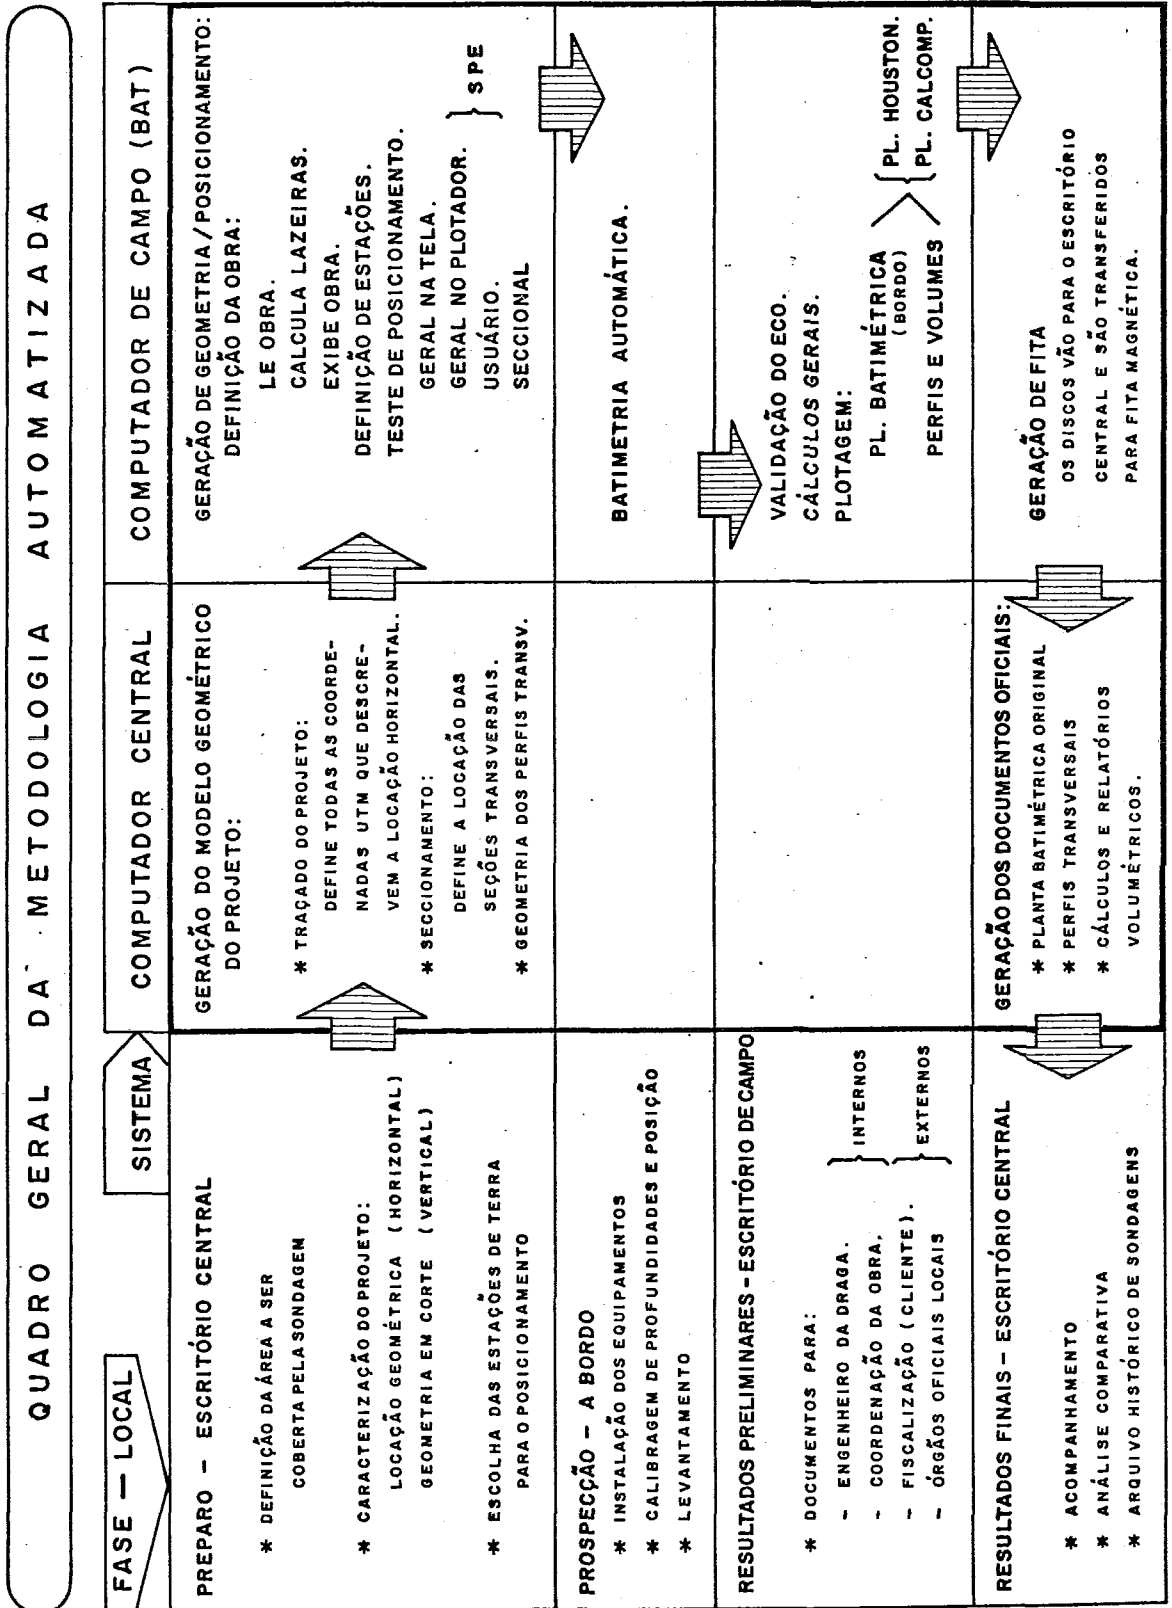 QUADRO GERAL DA METODOLOGIA AUTOMATIZADA
FASE — LOCAL
SISTEMA
COMPUTADOR CENTRAL
COMPUTADOR DE CAMPO (BAT)
PREPARO - ESCRITÓRIO CENTRAL
* DEFINIÇÃO DA ÁREA A SER
COBERTA PELA SONDAGEM
* CARACTERIZAÇÃO DO PROJETO:
LOCAÇÃO GEOMÉTRICA (HORIZONTAL)
GEOMETRIA EM CORTE (VERTICAL)
* ESCOLHA DAS ESTAÇÕES DE TERRA
PARA O POSICIONAMENTO
GERAÇÃO DO MODELO GEOMÉTRICO
DO PROJETO:
* TRAÇADO DO PROJETO:
DEFINE TODAS AS COORDE-
NADAS UTM QUE DESCRE-
VEM A LOCAÇÃO HORIZONTAL.
* SECCIONAMENTO:
DEFINE A LOCAÇÃO DAS
SEÇÕES TRANSVERSAIS.
* GEOMETRIA DOS PERFIS TRANSV.
GERAÇÃO DE GEOMETRIA/POSICIONAMENTO:
DEFINIÇÃO DA OBRA:
LE OBRA.
CALCULA LAZEIRAS.
EXIBE OBRA.
DEFINIÇÃO DE ESTAÇÕES.
TESTE DE POSICIONAMENTO.
GERAL NA TELA.
GERAL NO PLOTADOR.
USUÁRIO.
SECCIONAL
SPE
PROSPECÇÃO - A BORDO
* INSTALAÇÃO DOS EQUIPAMENTOS
* CALIBRAGEM DE PROFUNDIDADES E POSIÇÃO
* LEVANTAMENTO
BATIMETRIA AUTOMÁTICA.
RESULTADOS PRELIMINARES - ESCRITÓRIO DE CAMPO
* DOCUMENTOS PARA:
- ENGENHEIRO DA DRAGA.
- COORDENAÇÃO DA OBRA.
- FISCALIZAÇÃO (CLIENTE).
- ÓRGÃOS OFICIAIS LOCAIS
INTERNOS
EXTERNOS
VALIDAÇÃO DO ECO.
CÁLCULOS GERAIS.
PLOTAGEM:
PL. BATIMÉTRICA
(BORDO)
PERFIS E VOLUMES
PL. HOUSTON.
PL. CALCOMP.
RESULTADOS FINAIS - ESCRITÓRIO CENTRAL
* ACOMPANHAMENTO
* ANÁLISE COMPARATIVA
* ARQUIVO HISTÓRICO DE SONDAGENS
GERAÇÃO DOS DOCUMENTOS OFICIAIS:
* PLANTA BATIMÉTRICA ORIGINAL
* PERFIS TRANSVERSAIS
* CÁLCULOS E RELATÓRIOS
VOLUMÉTRICOS.
GERAÇÃO DE FITA
OS DISCOS VÃO PARA O ESCRITÓRIO
CENTRAL E SÃO TRANSFERIDOS
PARA FITA MAGNÉTICA.